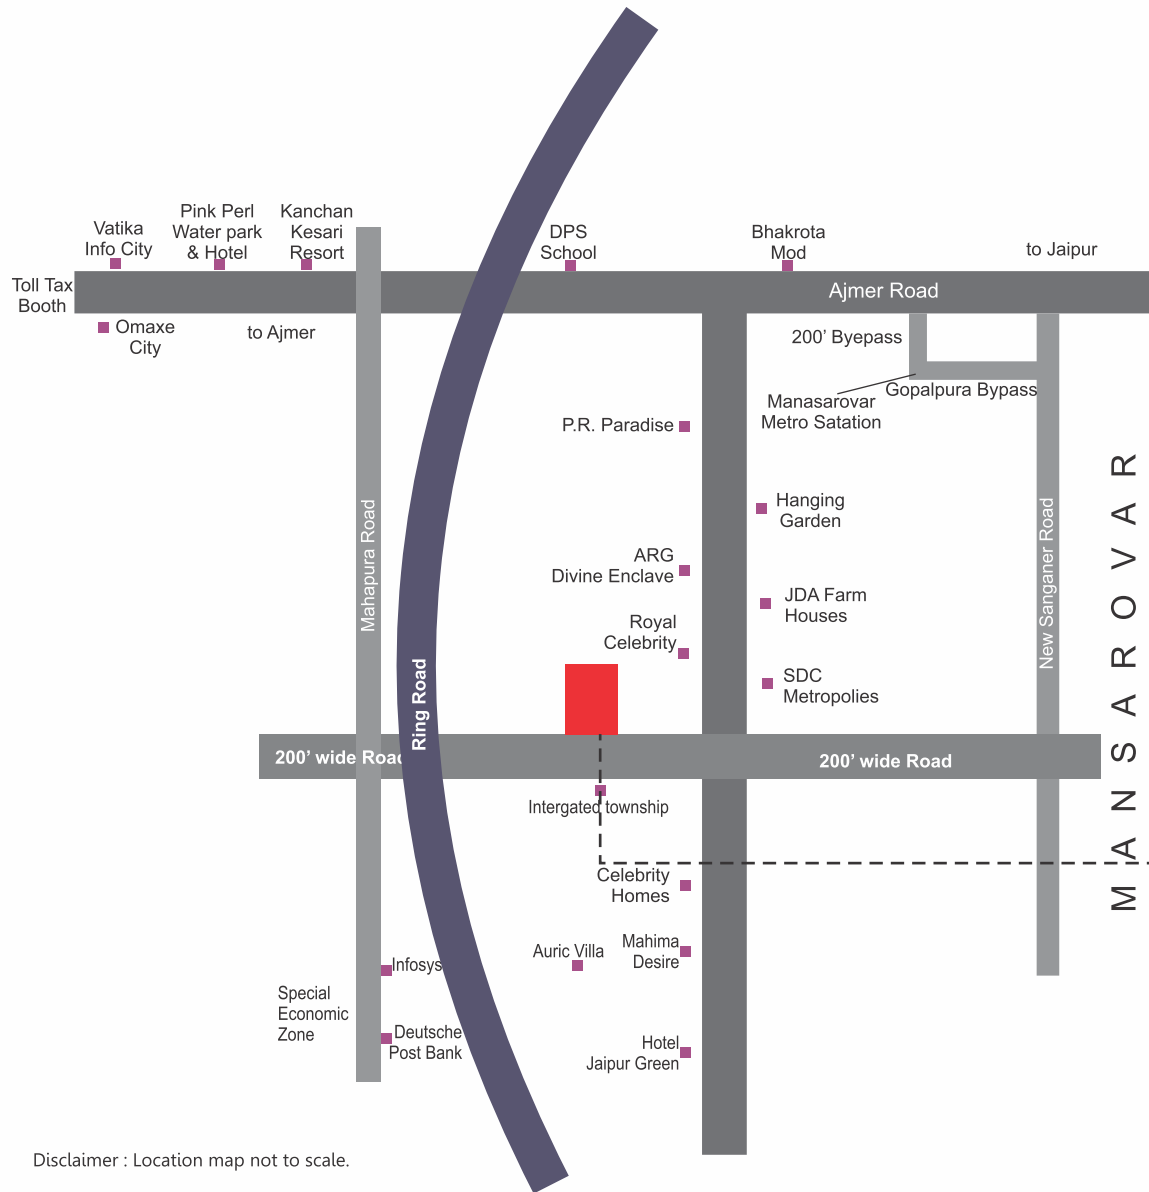 Pink Perl
Water park
& Hotel
Kanchan
Kesari
Resort
Vatika
Info City
DPS
School
Bhakrota
Mod
to Jaipur
Toll Tax
Booth
Ajmer Road
Omaxe
City
to Ajmer
200’ Byepass
Gopalpura Bypass
Manasarovar
Metro Satation
P.R. Paradise
Hanging
Garden
Mahapura Road
New Sanganer Road
MANSAROVAR
ARG
Divine Enclave
JDA Farm
Houses
Royal
Celebrity
SDC
Metropolies
Ring Road
200’ wide Road
200’ wide Road
Intergated township
Celebrity
Homes
Mahima
Desire
Auric Villa
Infosys
Special
Economic
Zone
Deutsche
Post Bank
Hotel
Jaipur Green
Disclaimer : Location map not to scale.